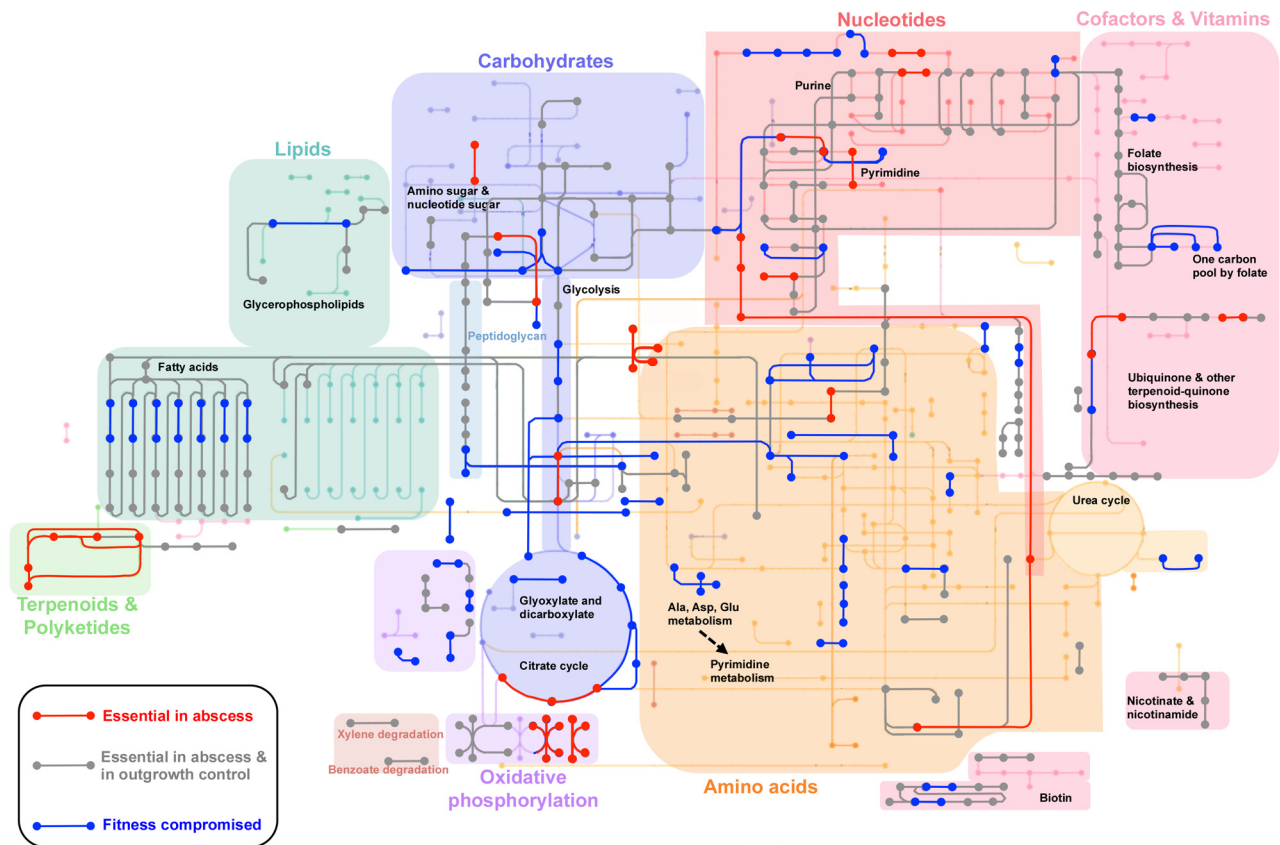 Nucleotides
Cofactors & Vitamins
Carbohydrates
Purine
Lipids
Folate
biosynthesis
Pyrimidine
Amino sugar &
nucleotide sugar
One carbon
pool by folate
Glycerophospholipids
Glycolysis
Peptidoglycan
Fatty acids
Ubiquinone & other
terpenoid-quinone
biosynthesis
Urea cycle
Terpenoids &
Polyketides
Glyoxylate and
dicarboxylate
Ala, Asp, Glu
metabolism
Citrate cycle
Pyrimidine
metabolism
Nicotinate &
nicotinamide
Essential in abscess
Essential in abscess &
in outgrowth control
Fitness compromised
Xylene degradation
Benzoate degradation
Oxidative
phosphorylation
Amino acids
Biotin